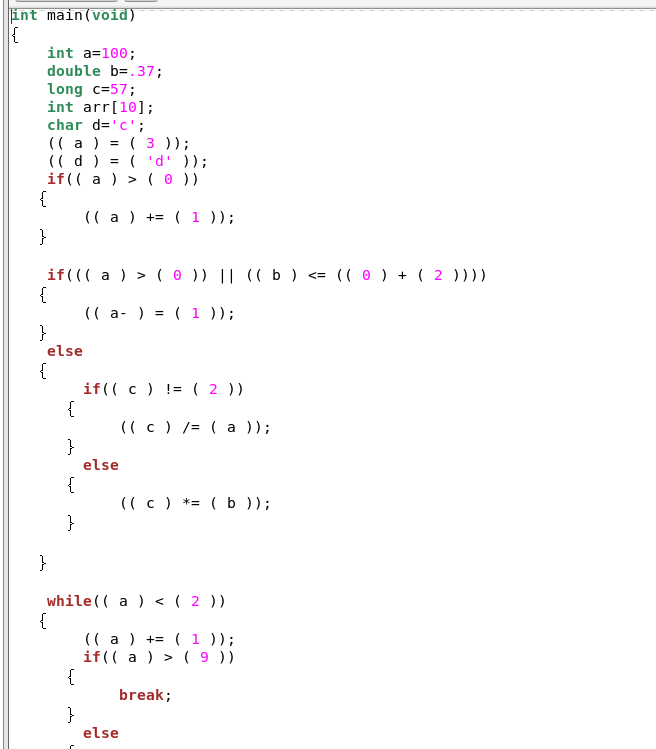 int main(void)
{
int a=100;
double b=.37;
long c=57;
int arr[10];
char d='c';
(( a ) = ( 3 ));
(( d ) = ( 'd' ));
if(( a ) > ( 0 ))
{
(( a ) += ( 1 ));
}
if((( a ) > ( 0 )) || (( b ) <= (( 0 ) + ( 2 ))))
{
(( a- ) = ( 1 ));
}
else
{
if(( c ) != ( 2 ))
{
(( c ) /= ( a ));
}
else
{
(( c ) *= ( b ));
}
}
while(( a ) < ( 2 ))
{
(( a ) += ( 1 ));
if(( a ) > ( 9 ))
{
break;
}
else
{